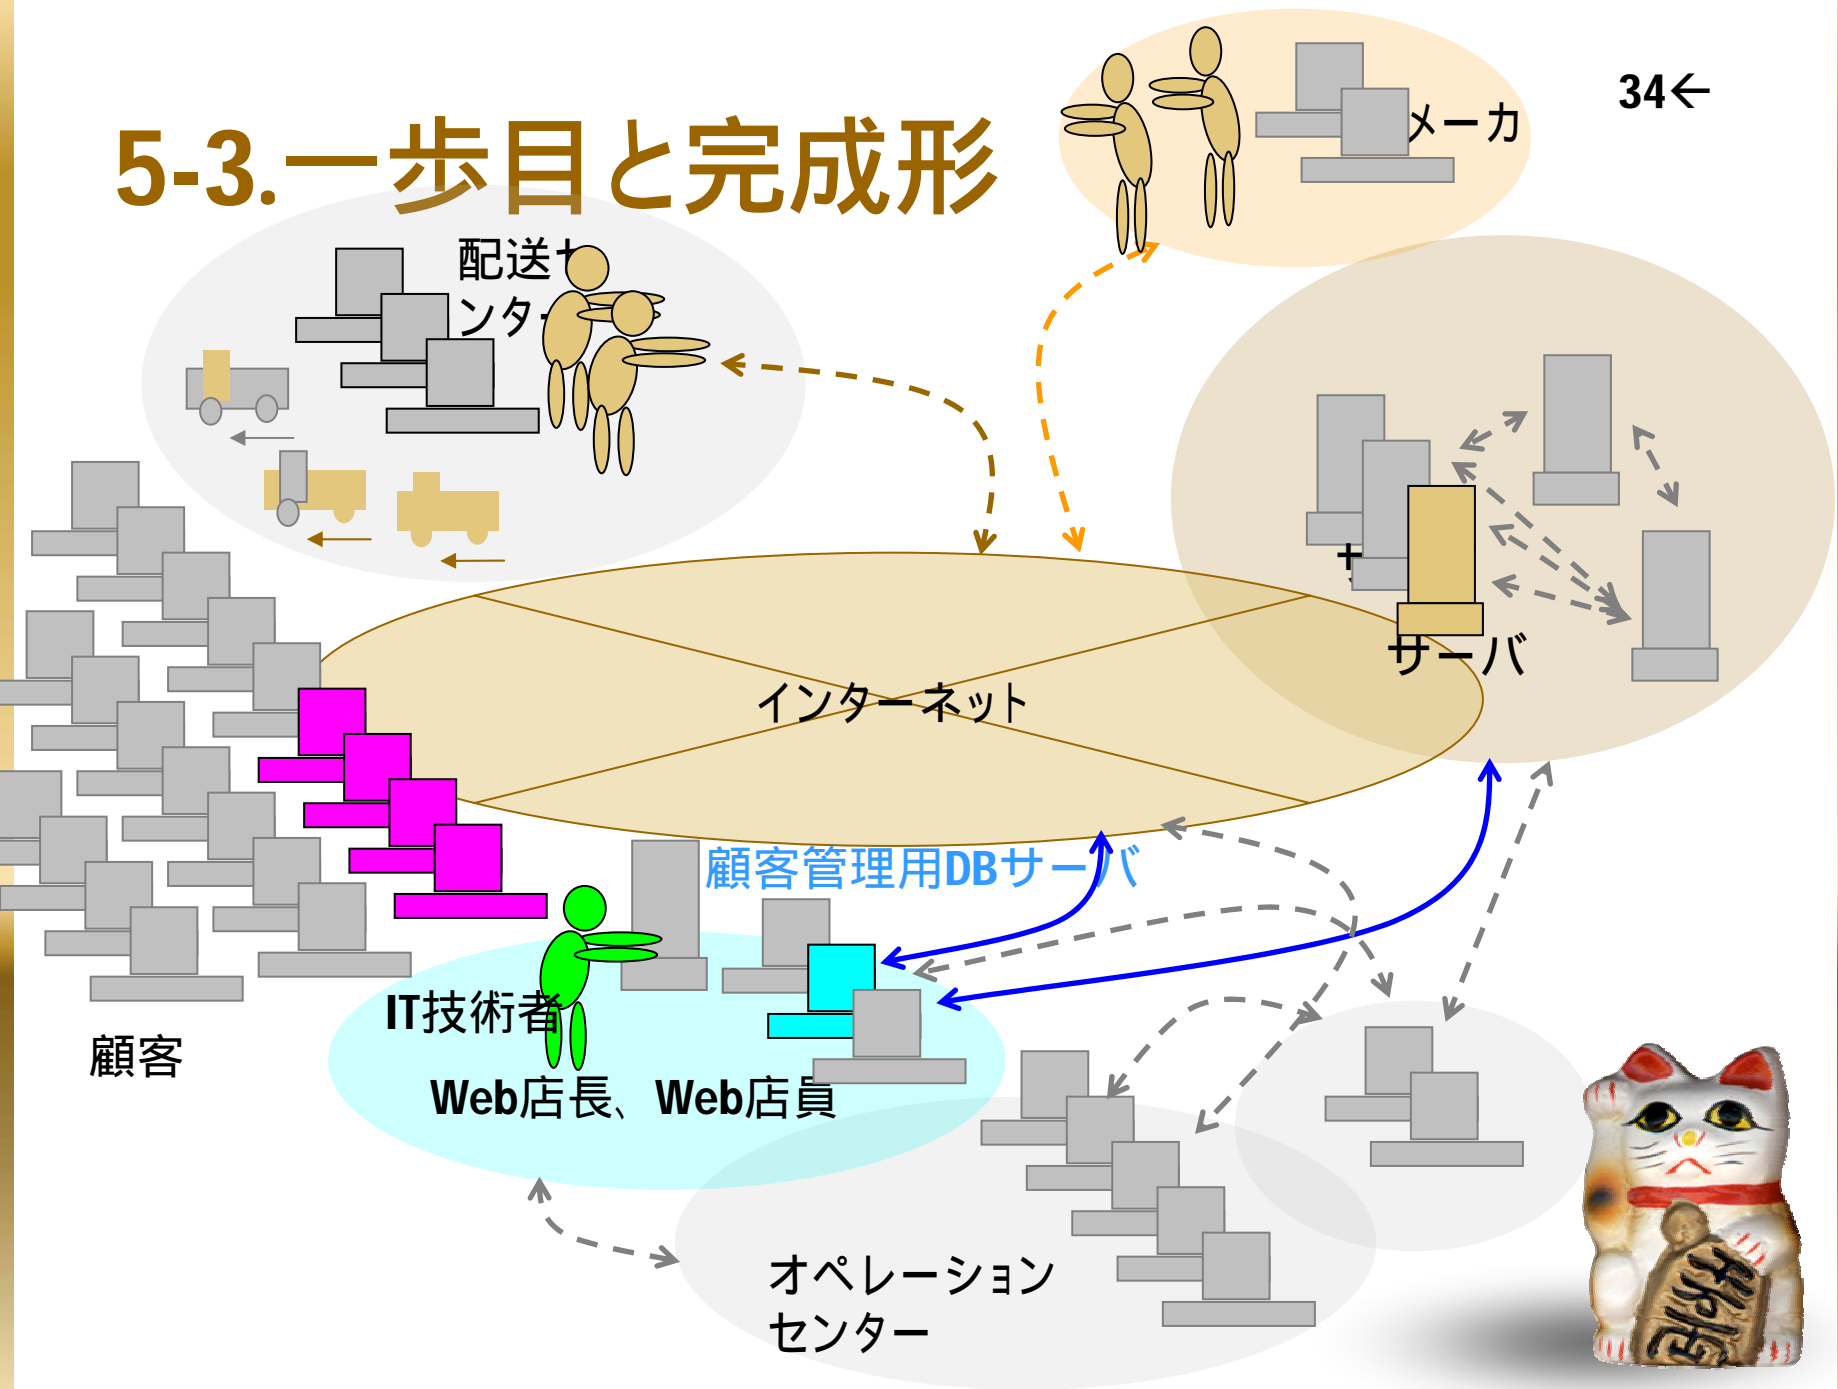 34←
メーカ
5-3.一歩目と完成形
配送セ
ンター
サーバ
インターネット
顧客管理用DBサーバ
IT技術者
顧客
Web店長、Web店員
オペレーション
センター